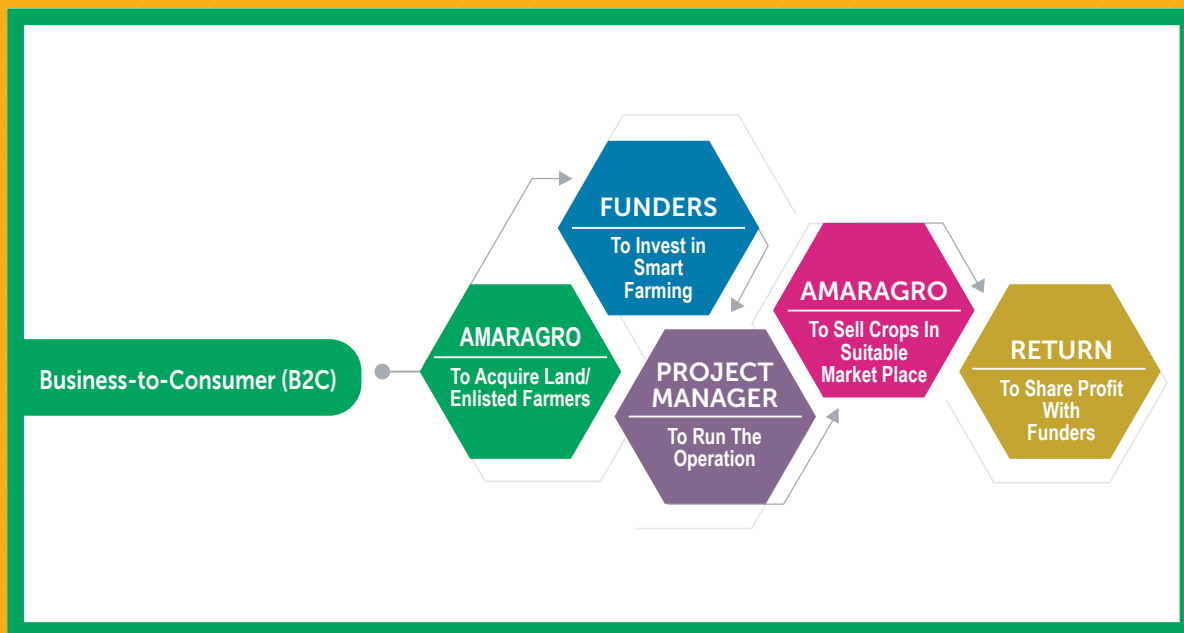 Business-to-Consumer (B2C)
AMARAGRO
To Acquire Land/
Enlisted Farmers
FUNDERS
To Invest in
Smart
Farming
PROJECT
MANAGER
To Run The
Operation
AMARAGRO
To Sell Crops In
Suitable
Market Place
RETURN
To Share Profit
With
Funders